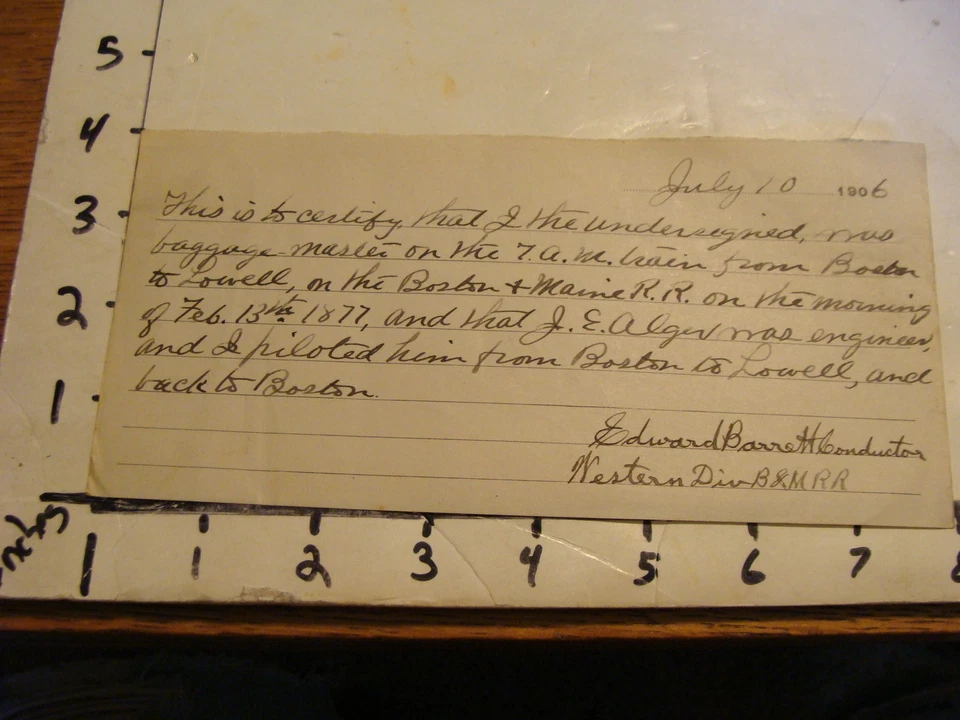 5
4
July 10 1906
3
This is to certify, that I the undersigned, was
baggage-master on the 7. A. M. train from Boston
to Lowell, on the Boston & Maine R. R. on the morning
2
of Feb. 13th 1877, and that J. E. Alger was engineer,
and I piloted him from Boston to Lowell, and
1
back to Boston.
Edward Barrett Conductor
Western Div B&M RR
1 2 3 4 5 6 7 8